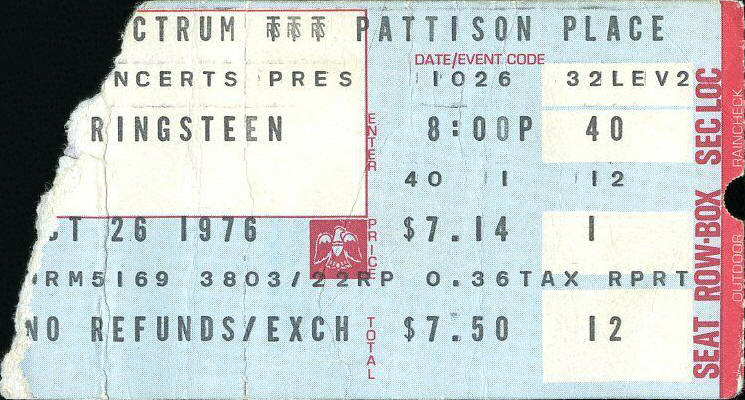 CTRUM PATTISON PLACE
DATE/EVENT CODE
NCERTS PRES 1026 32LEV2
RINGSTEEN 8:00P 40
ENTER
40 1 12
CT 26 1976 $7.14 1
PRICE
RM5169 3803/22RP 0.36TAX RPRT
NO REFUNDS/EXCH $7.50 12
TOTAL
SEAT ROW-BOX SEC LOC
OUTDOOR RAINCHECK